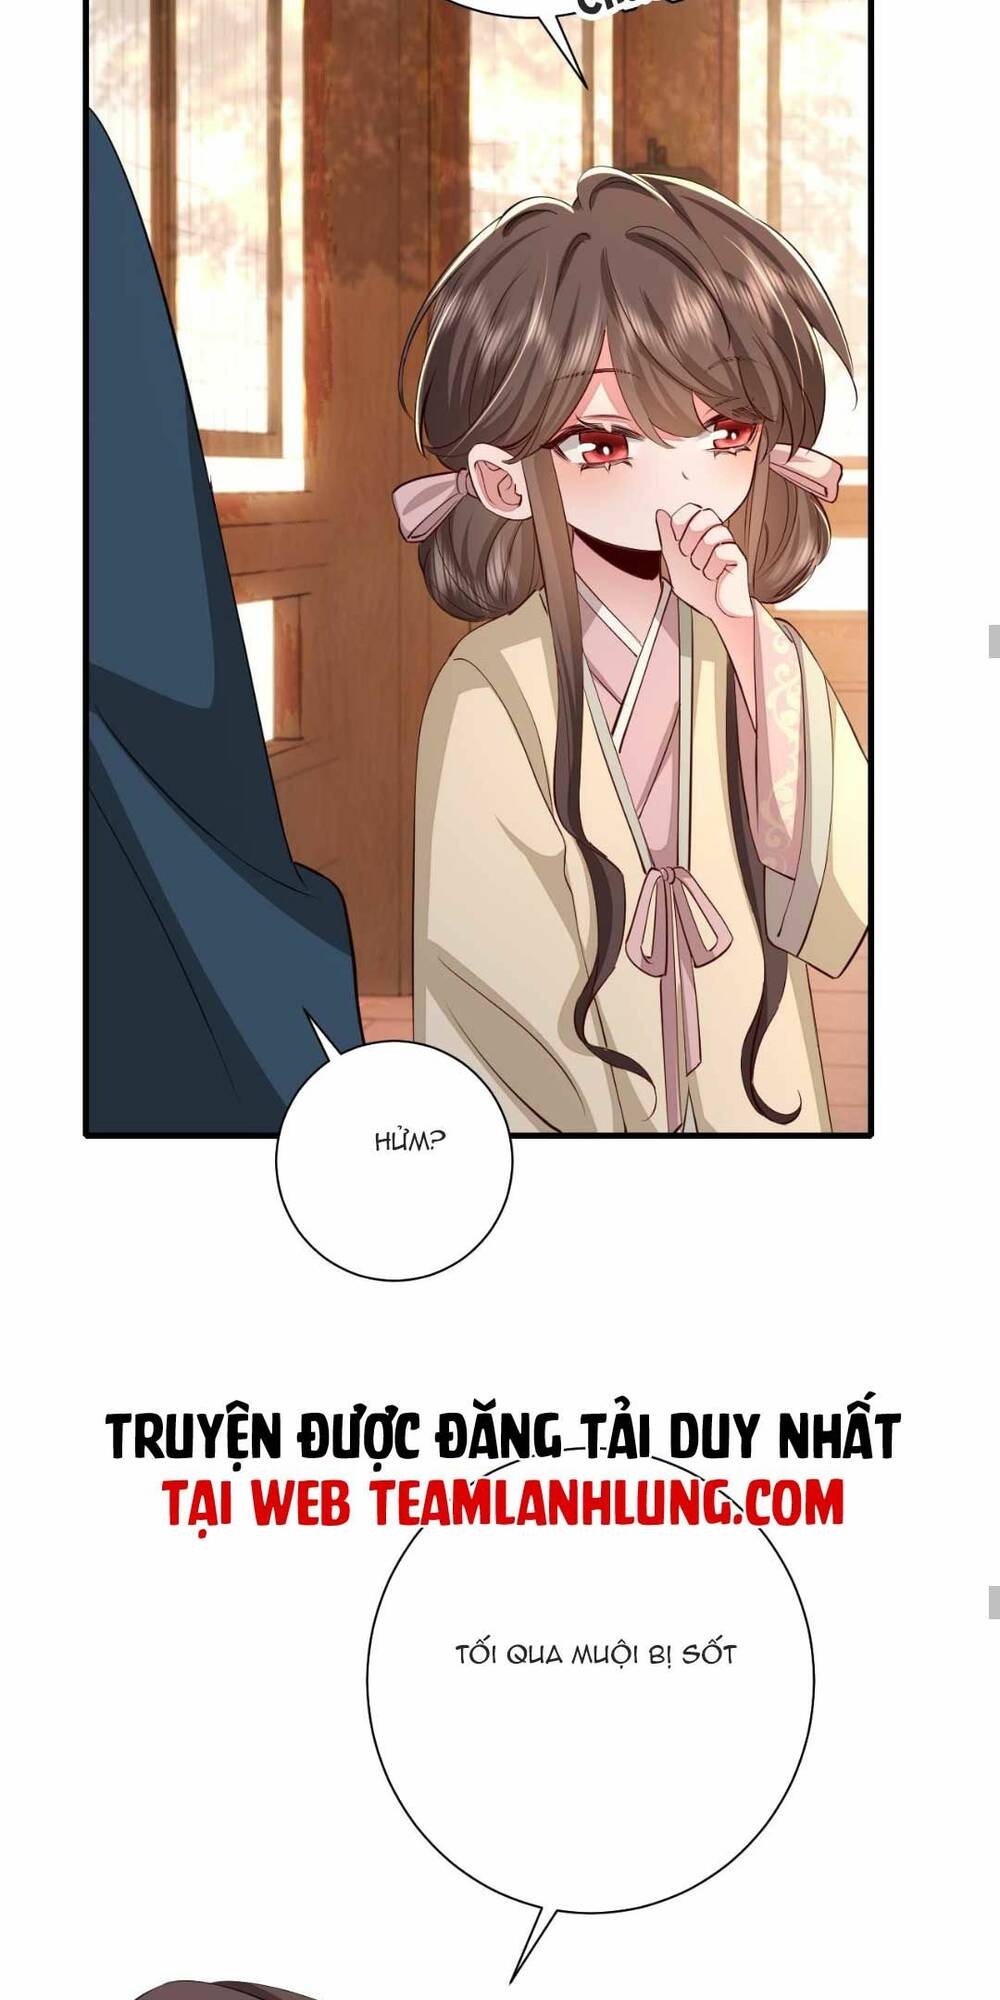 HỬM?
TRUYỆN ĐƯỢC ĐĂNG TẢI DUY NHẤT
TẠI WEB TEAMLANHLUNG.COM
TỐI QUA MUỘI BỊ SỐT